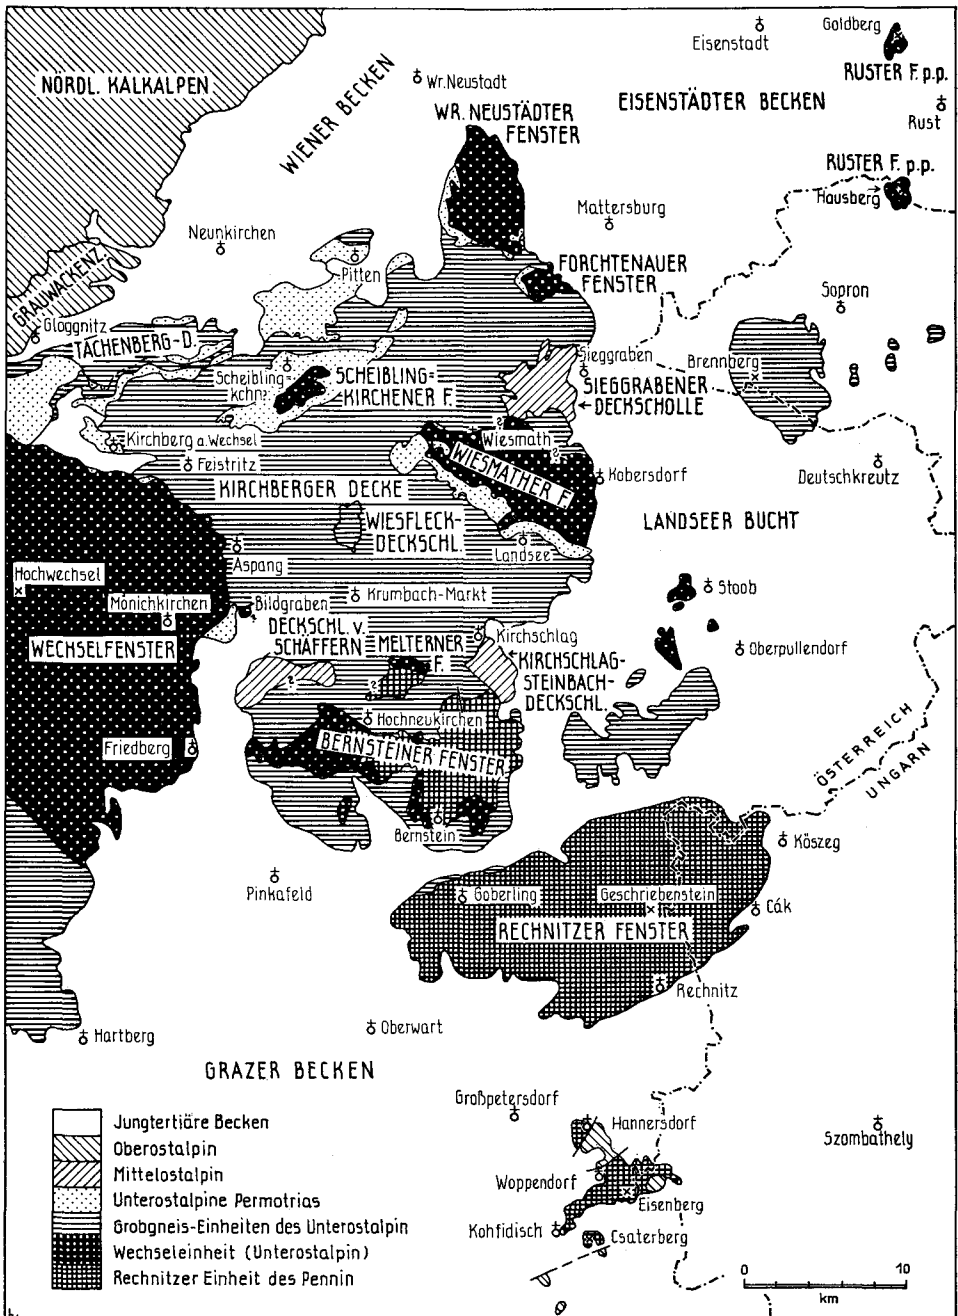 Goldberg
Eisenstadt
NÖRDL. KALKALPEN
WIENER BECKEN
Wr. Neustadt
EISENSTÄDTER BECKEN
RUSTER F. p.p.
Rust
WR. NEUSTÄDTER
FENSTER
RUSTER F. p.p.
Hausberg
Mattersburg
Neunkirchen
Pitten
FORCHTENAUER
FENSTER
GRAUWACKENZ.
Sopron
Gloggnitz
TACHENBERG-D.
Sieggraben
Brennberg
Scheibling=
kchn.
SCHEIBLING=
KIRCHENER F.
SIEGGRABENER
DECKSCHOLLE
?
Kirchberg a. Wechsel
Wiesmath
?
Feistritz
WIESMATHER F.
Kobersdorf
Deutschkreutz
KIRCHBERGER DECKE
WIESFLECK-
DECKSCHL.
LANDSEER BUCHT
Landsee
Aspang
Hochwechsel
Krumbach-Markt
Stoob
Mönichkirchen
Bildgraben
DECKSCHL. V.
SCHÄFFERN
WECHSELFENSTER
MELTERNER
F.
Kirchschlag
Oberpullendorf
KIRCHSCHLAG-
STEINBACH-
DECKSCHL.
?
?
Hochneukirchen
Friedberg
BERNSTEINER FENSTER
ÖSTERREICH
UNGARN
Bernstein
Köszeg
Pinkafeld
Goberling
Geschriebenstein
Cák
RECHNITZER FENSTER
Rechnitz
Hartberg
Oberwart
GRAZER BECKEN
Großpetersdorf
Hannersdorf
Szombathely
Woppendorf
Eisenberg
Kohfidisch
Csaterberg
Jungtertiäre Becken
Oberostalpin
Mittelostalpin
Unterostalpine Permotrias
Grobgneis-Einheiten des Unterostalpin
Wechseleinheit (Unterostalpin)
Rechnitzer Einheit des Pennin
0 10
km